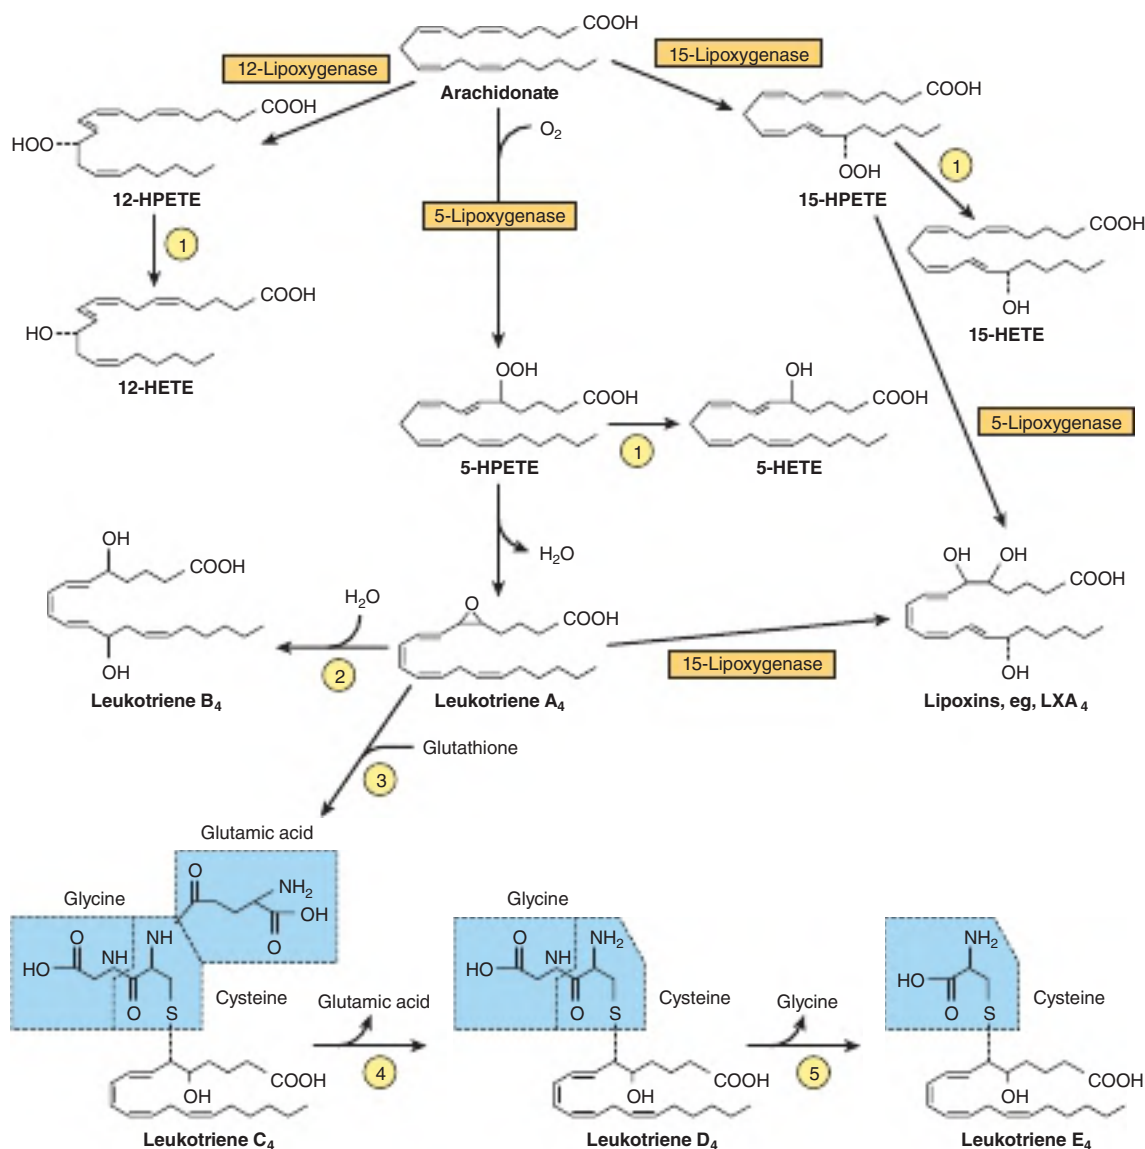 COOH
12-Lipoxygenase
15-Lipoxygenase
Arachidonate
COOH
COOH
HOO
O2
OOH
12-HPETE
15-HPETE
1
5-Lipoxygenase
1
COOH
COOH
HO
OH
15-HETE
12-HETE
OOH
OH
COOH
COOH
5-Lipoxygenase
1
5-HPETE
5-HETE
OH
COOH
H2O
OH
OH
COOH
H2O
O
COOH
OH
2
15-Lipoxygenase
OH
Leukotriene B4
Leukotriene A4
Lipoxins, eg, LXA4
Glutathione
3
Glutamic acid
O
NH2
OH
O
Glycine
O
NH
NH
HO
O
S
Cysteine
Glycine
O
NH2
NH
HO
O
S
Cysteine
NH2
HO
O
S
Cysteine
Glutamic acid
4
Glycine
5
COOH
OH
COOH
OH
COOH
OH
Leukotriene C4
Leukotriene D4
Leukotriene E4